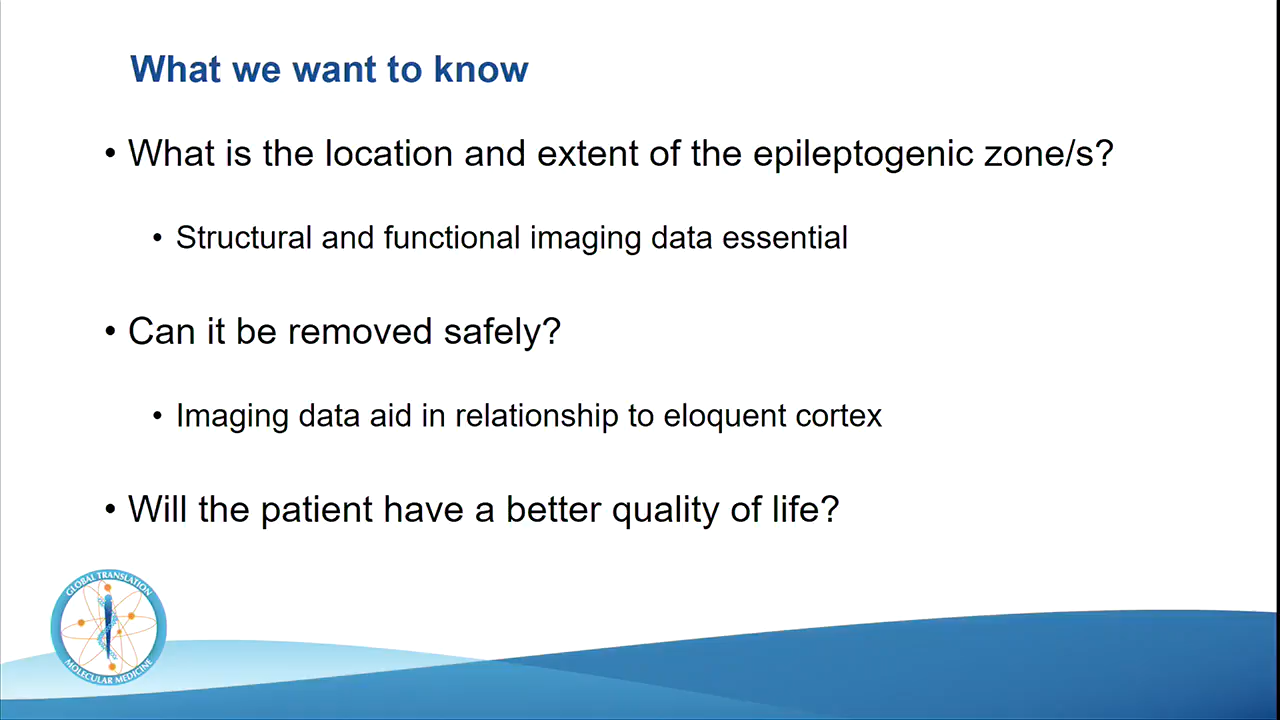 What we want to know
• What is the location and extent of the epileptogenic zone/s?
• Structural and functional imaging data essential
• Can it be removed safely?
• Imaging data aid in relationship to eloquent cortex
• Will the patient have a better quality of life?
GLOBAL TRANSLATION
MOLECULAR MEDICINE